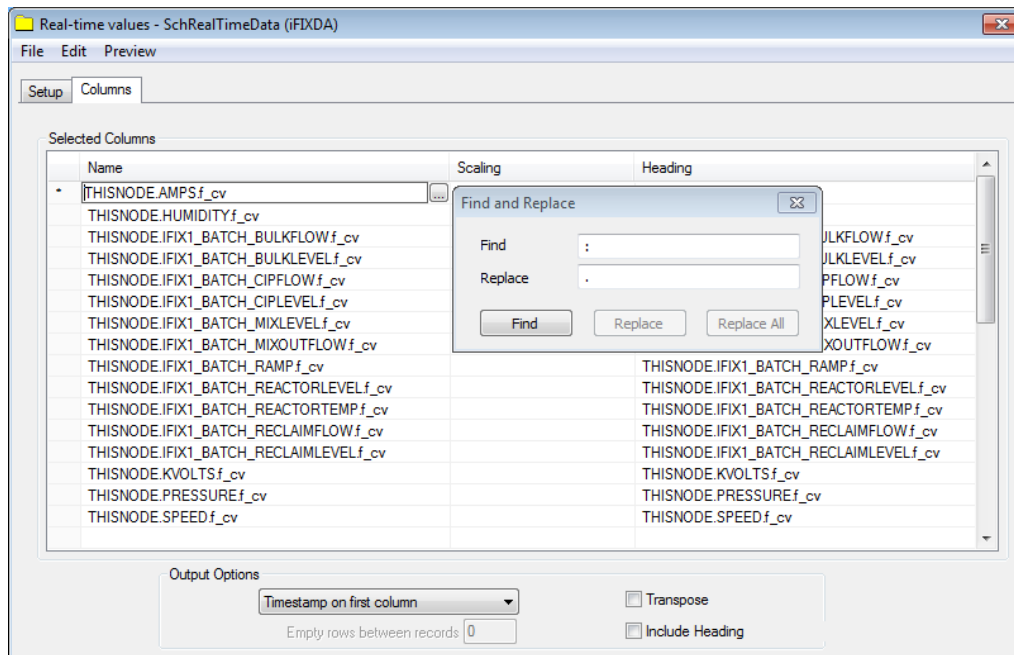 Real-time values - SchRealTimeData (iFIXDA)
File Edit Preview
Setup Columns
Selected Columns
Name Scaling Heading
THISNODE.AMPS.f_cv ...
THISNODE.HUMIDITY.f_cv
THISNODE.IFIX1_BATCH_BULKFLOW.f_cv ULKFLOW.f_cv
THISNODE.IFIX1_BATCH_BULKLEVEL.f_cv ULKLEVEL.f_cv
THISNODE.IFIX1_BATCH_CIPFLOW.f_cv PFLOW.f_cv
THISNODE.IFIX1_BATCH_CIPLEVEL.f_cv PLEVEL.f_cv
THISNODE.IFIX1_BATCH_MIXLEVEL.f_cv XLEVEL.f_cv
THISNODE.IFIX1_BATCH_MIXOUTFLOW.f_cv XOUTFLOW.f_cv
THISNODE.IFIX1_BATCH_RAMP.f_cv THISNODE.IFIX1_BATCH_RAMP.f_cv
THISNODE.IFIX1_BATCH_REACTORLEVEL.f_cv THISNODE.IFIX1_BATCH_REACTORLEVEL.f_cv
THISNODE.IFIX1_BATCH_REACTORTEMP.f_cv THISNODE.IFIX1_BATCH_REACTORTEMP.f_cv
THISNODE.IFIX1_BATCH_RECLAIMFLOW.f_cv THISNODE.IFIX1_BATCH_RECLAIMFLOW.f_cv
THISNODE.IFIX1_BATCH_RECLAIMLEVEL.f_cv THISNODE.IFIX1_BATCH_RECLAIMLEVEL.f_cv
THISNODE.KVOLTS.f_cv THISNODE.KVOLTS.f_cv
THISNODE.PRESSURE.f_cv THISNODE.PRESSURE.f_cv
THISNODE.SPEED.f_cv THISNODE.SPEED.f_cv
Find and Replace
Find :
Replace .
Find Replace Replace All
Output Options
Timestamp on first column Transpose
Empty rows between records 0 Include Heading